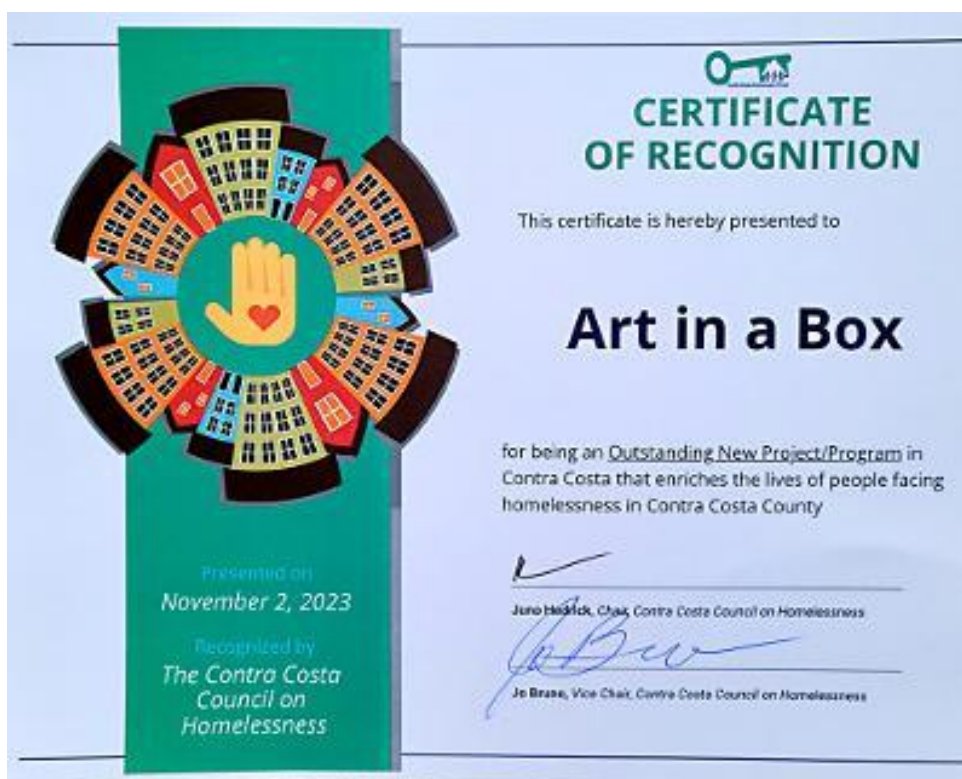 CERTIFICATE
OF RECOGNITION
This certificate is hereby presented to
Art in a Box
for being an Outstanding New Project/Program in
Contra Costa that enriches the lives of people facing
homelessness in Contra Costa County
Juno Hedrick, Chair, Contra Costa Council on Homelessness
Jo Bruno, Vice Chair, Contra Costa Council on Homelessness
Presented on
November 2, 2023
Recognized by
The Contra Costa
Council on
Homelessness